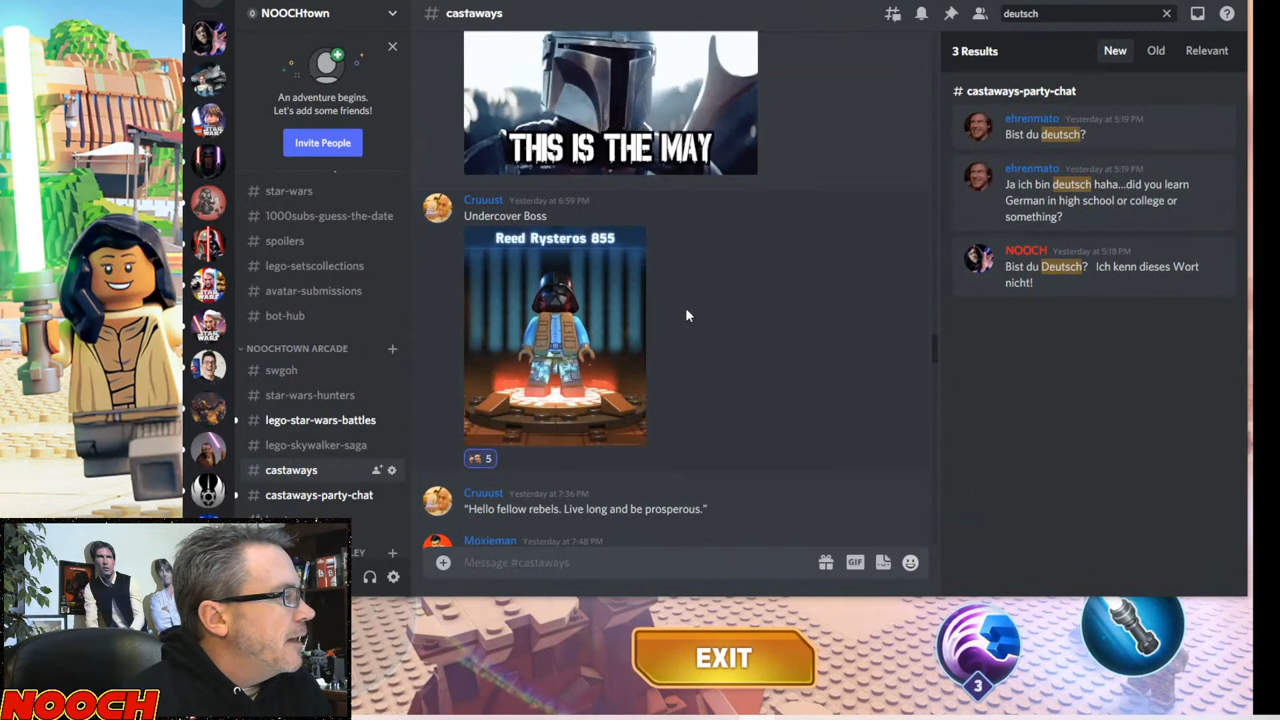 NOOCHtown
An adventure begins.
Let's add some friends!
Invite People
star-wars
1000subs-guess-the-date
spoilers
lego-setscollections
avatar-submissions
bot-hub
NOOCHTOWN ARCADE
swgoh
star-wars-hunters
lego-star-wars-battles
lego-skywalker-saga
castaways
castaways-party-chat
LEY
NOOCH
castaways
THIS IS THE MAY
Cruuust Yesterday at 6:59 PM
Undercover Boss
Reed Rysteros 855
5
Cruuust Yesterday at 7:36 PM
“Hello fellow rebels. Live long and be prosperous.”
Moxieman Yesterday at 7:48 PM
Message #castaways
GIF
EXIT
3
deutsch
3 Results
New Old Relevant
castaways-party-chat
ehrenmato Yesterday at 5:19 PM
Bist du deutsch?
ehrenmato Yesterday at 5:19 PM
Ja ich bin deutsch haha...did you learn
German in high school or college or
something?
NOOCH Yesterday at 5:18 PM
Bist du Deutsch? Ich kenn dieses Wort
nicht!